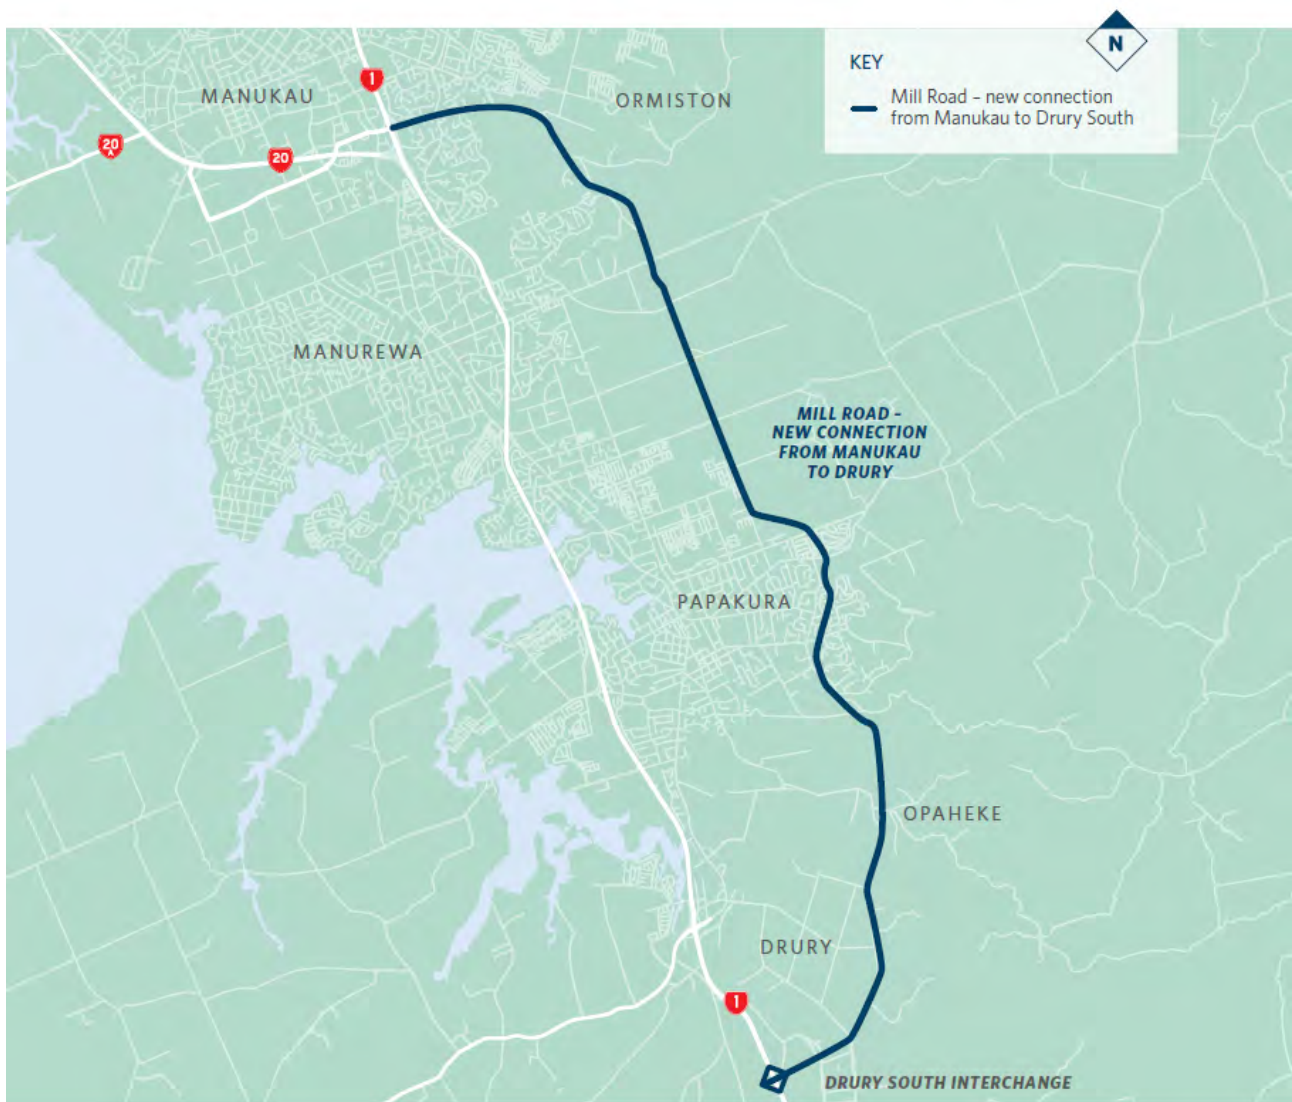 N
KEY
Mill Road – new connection
from Manukau to Drury South
MANUKAU
1
ORMISTON
20
A
20
MANUREWA
MILL ROAD –
NEW CONNECTION
FROM MANUKAU
TO DRURY
PAPAKURA
OPAHEKE
DRURY
1
DRURY SOUTH INTERCHANGE